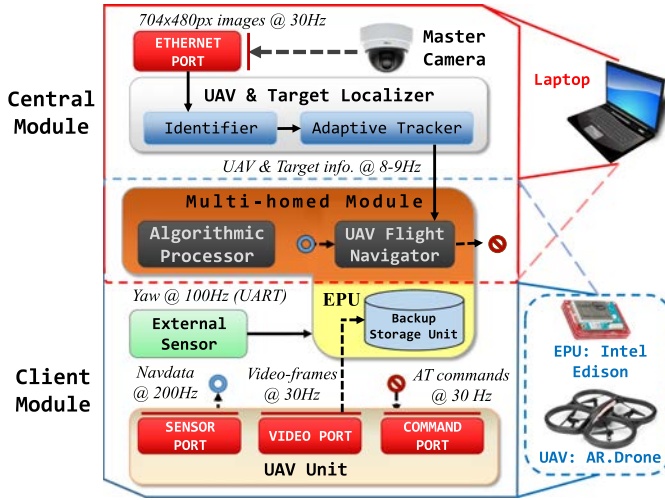 704x480px images @ 30Hz
ETHERNET
PORT
Master
Camera
Laptop
Central
Module
UAV & Target Localizer
Identifier
Adaptive Tracker
UAV & Target info. @ 8-9Hz
Multi-homed Module
Algorithmic
Processor
UAV Flight
Navigator
Yaw @ 100Hz (UART)
EPU
External
Sensor
Backup
Storage Unit
EPU: Intel
Edison
Client
Module
Navdata
@ 200Hz
Video-frames
@ 30Hz
AT commands
@ 30 Hz
SENSOR
PORT
VIDEO PORT
COMMAND
PORT
UAV Unit
UAV: AR.Drone